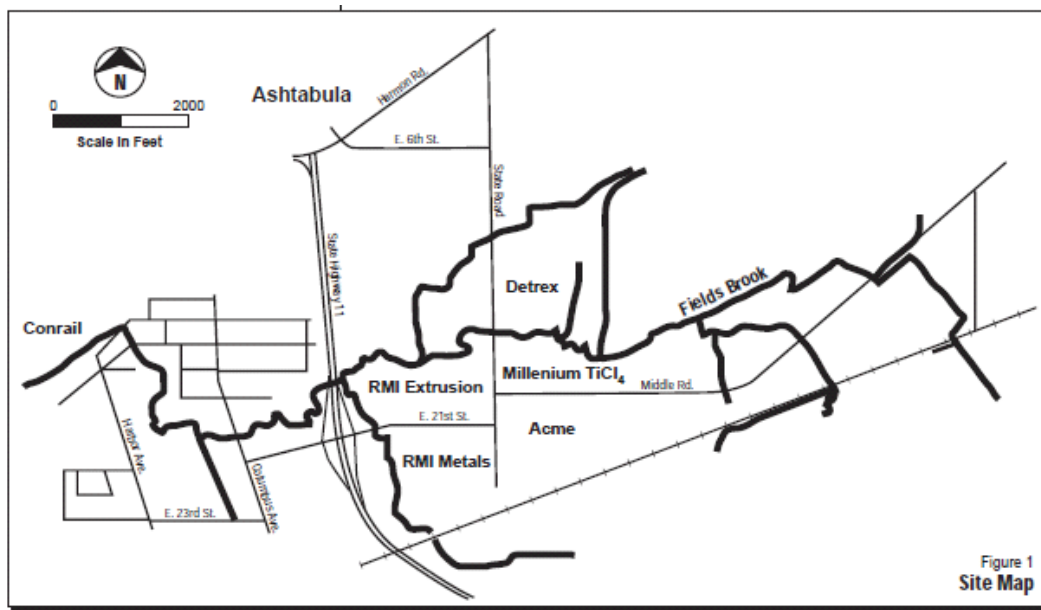 N
Ashtabula
Harmon Rd.
0 2000
Scale In Feet
E. 6th St.
State Road
State Highway 11
Detrex
Fields Brook
Conrail
RMI Extrusion
Millenium TiCl₄
Middle Rd.
E. 21st St.
Acme
Harbor Ave.
RMI Metals
Columbus Ave.
E. 23rd St.
Figure 1
Site Map